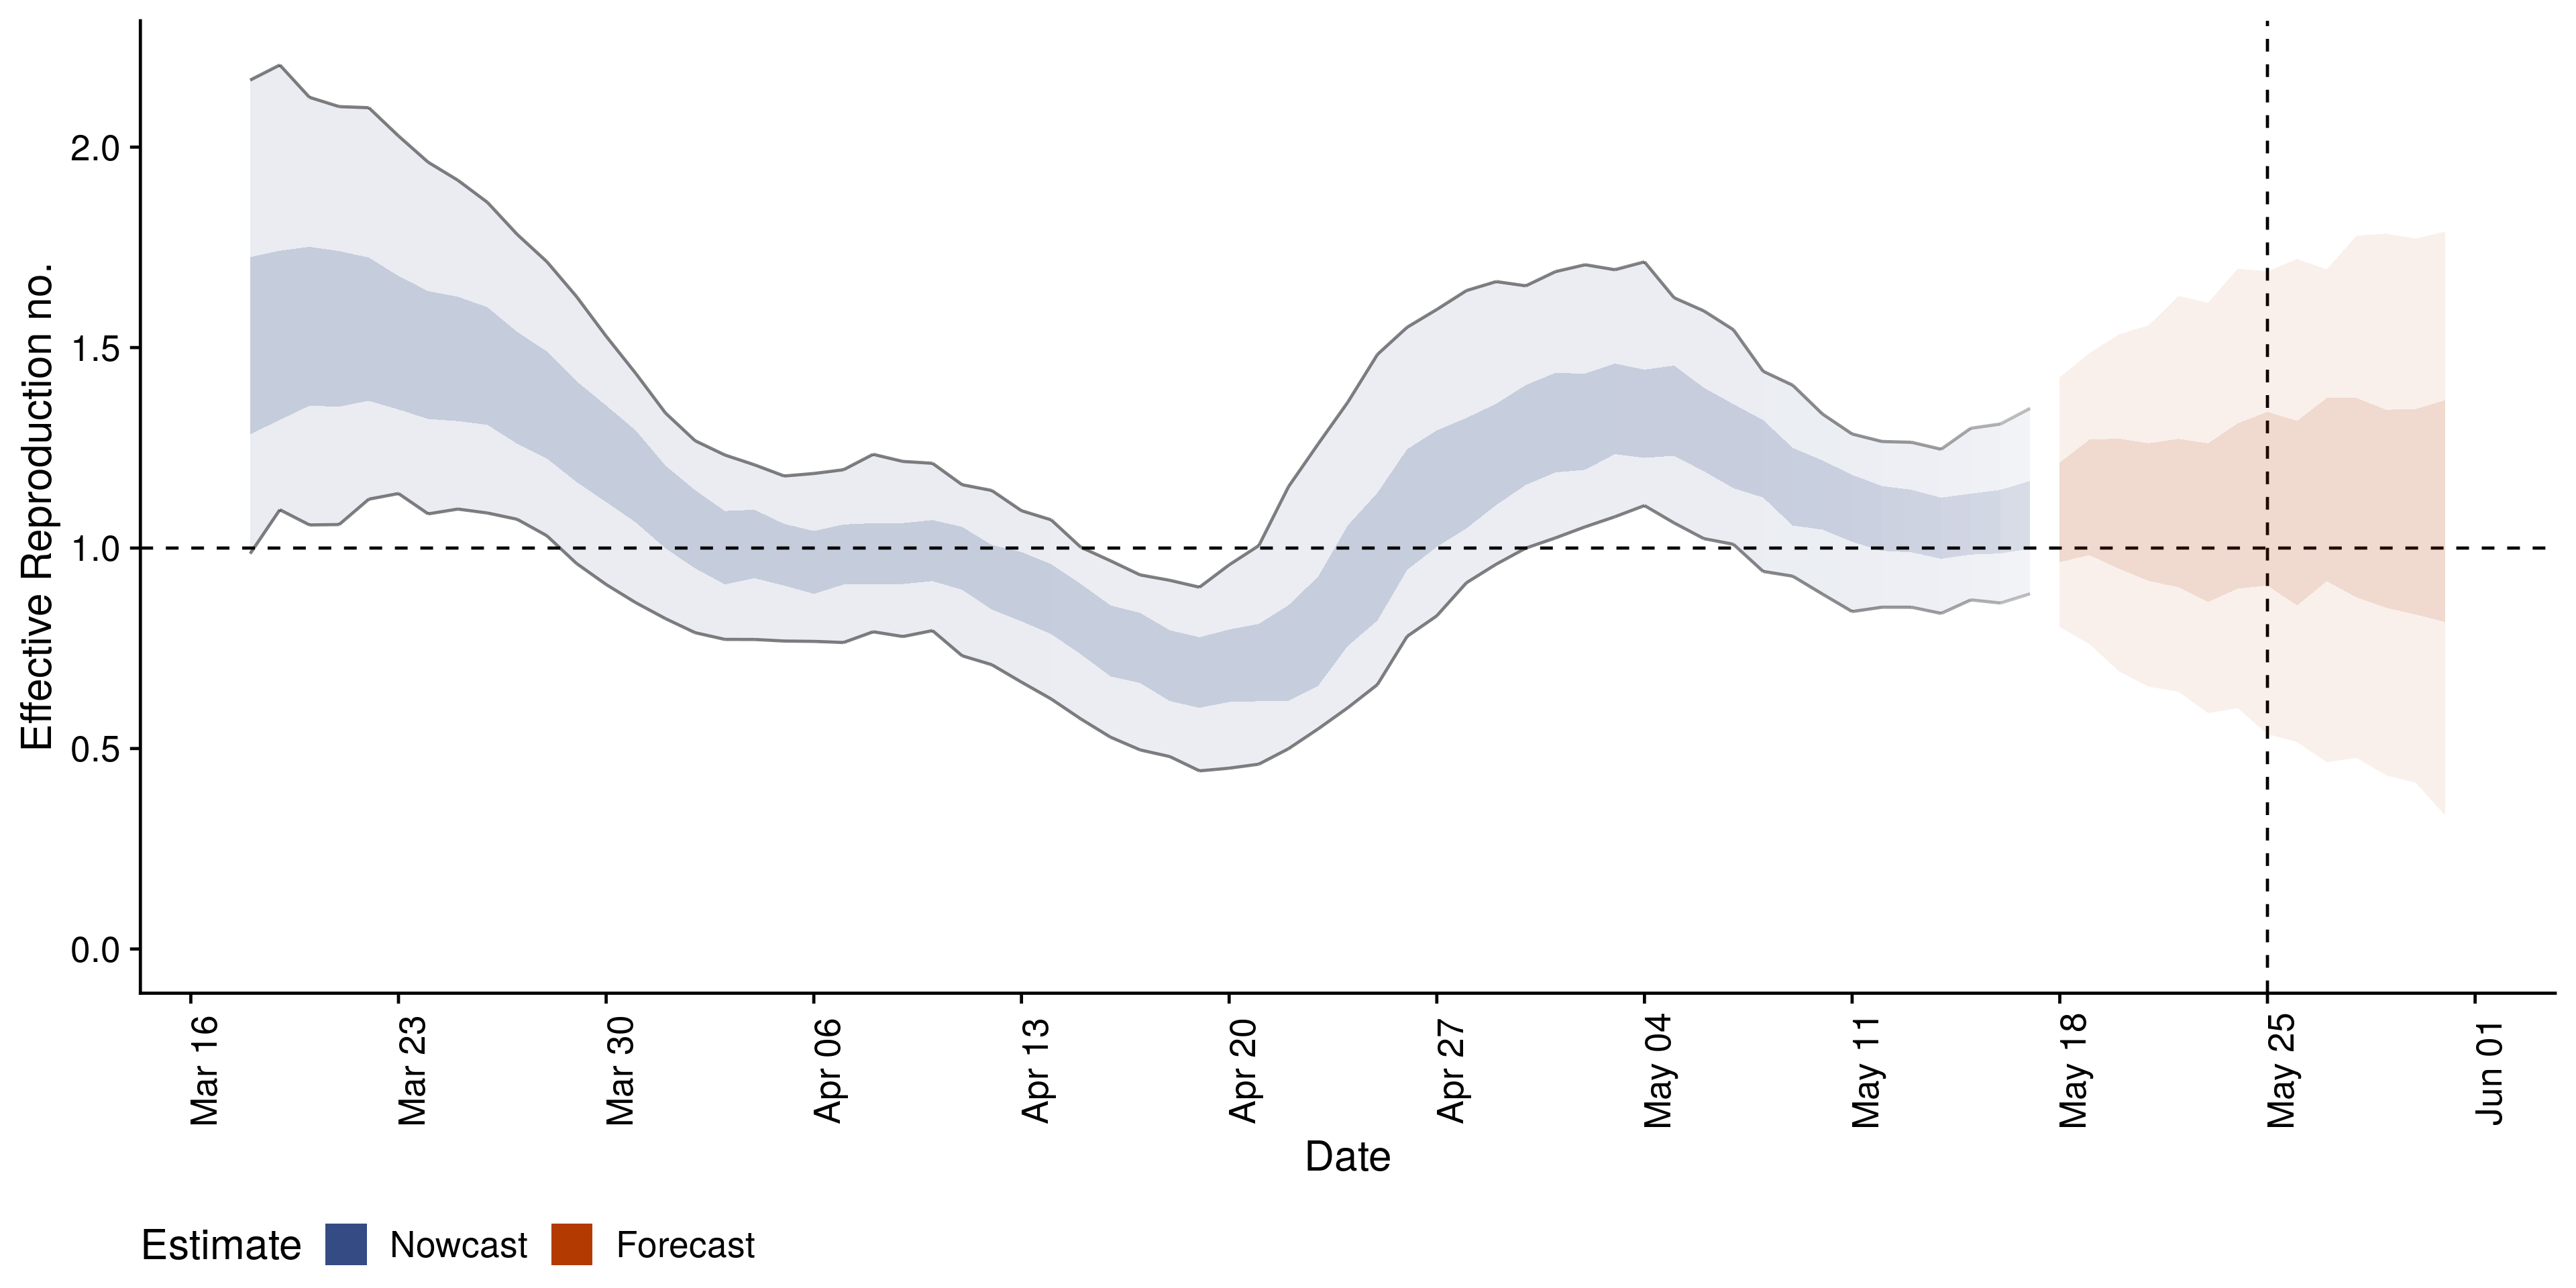 Effective Reproduction no.
2.0
1.5
1.0
0.5
0.0
Mar 16
Mar 23
Mar 30
Apr 06
Apr 13
Apr 20
Apr 27
May 04
May 11
May 18
May 25
Jun 01
Date
Estimate Nowcast Forecast